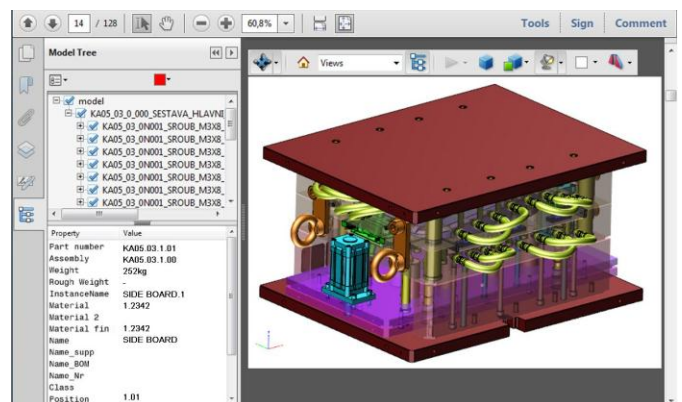 14 / 128 60,8% Tools Sign Comment
Model Tree
Views
model
KA05_03_0_000_SESTAVA_HLAVNI
KA05_03_0N001_SROUB_M3X8_
KA05_03_0N001_SROUB_M3X8_
KA05_03_0N001_SROUB_M3X8_
KA05_03_0N001_SROUB_M3X8_
KA05_03_0N001_SROUB_M3X8_
KA05_03_0N001_SROUB_M3X8_
Property Value
Part number KA05.03.1.01
Assembly KA05.03.1.00
Weight 252kg
Rough Weight -
InstanceName SIDE BOARD.1
Material 1.2342
Material 2
Material fin 1.2342
Name SIDE BOARD
Name_supp
Name_BOM
Name_Nr
Class
Position 1.01